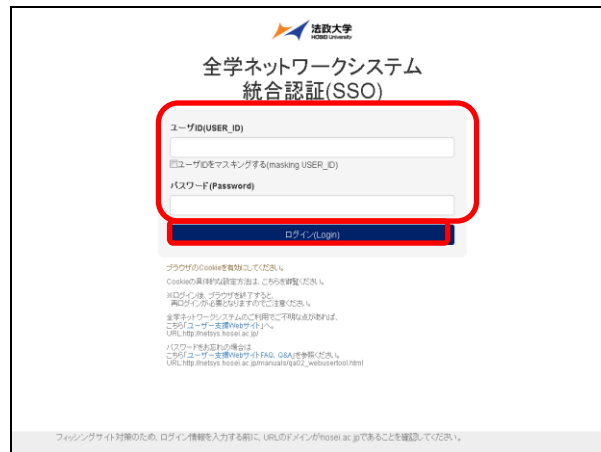 法政大学
HOSEI University
全学ネットワークシステム
統合認証(SSO)
ユーザID(USER_ID)
ユーザIDをマスキングする(masking USER_ID)
パスワード(Password)
ログイン(Login)
ブラウザのCookieを有効にしてください。
Cookieの具体的な設定方法は、こちらを御覧ください。
※ログイン後、ブラウザを終了すると、
再ログインが必要となりますのでご注意ください。
全学ネットワークシステムのご利用でご不明な点があれば、
こちら「ユーザー支援Webサイト」へ。
URL:http://netsys.hosei.ac.jp/
パスワードをお忘れの場合は
こちら「ユーザー支援WebサイトFAQ, Q&A」を参照ください。
URL:http://netsys.hosei.ac.jp/manuals/qa02_webusertool.html
フィッシングサイト対策のため、ログイン情報を入力する前に、URLのドメインがhosei.ac.jpであることを確認してください。